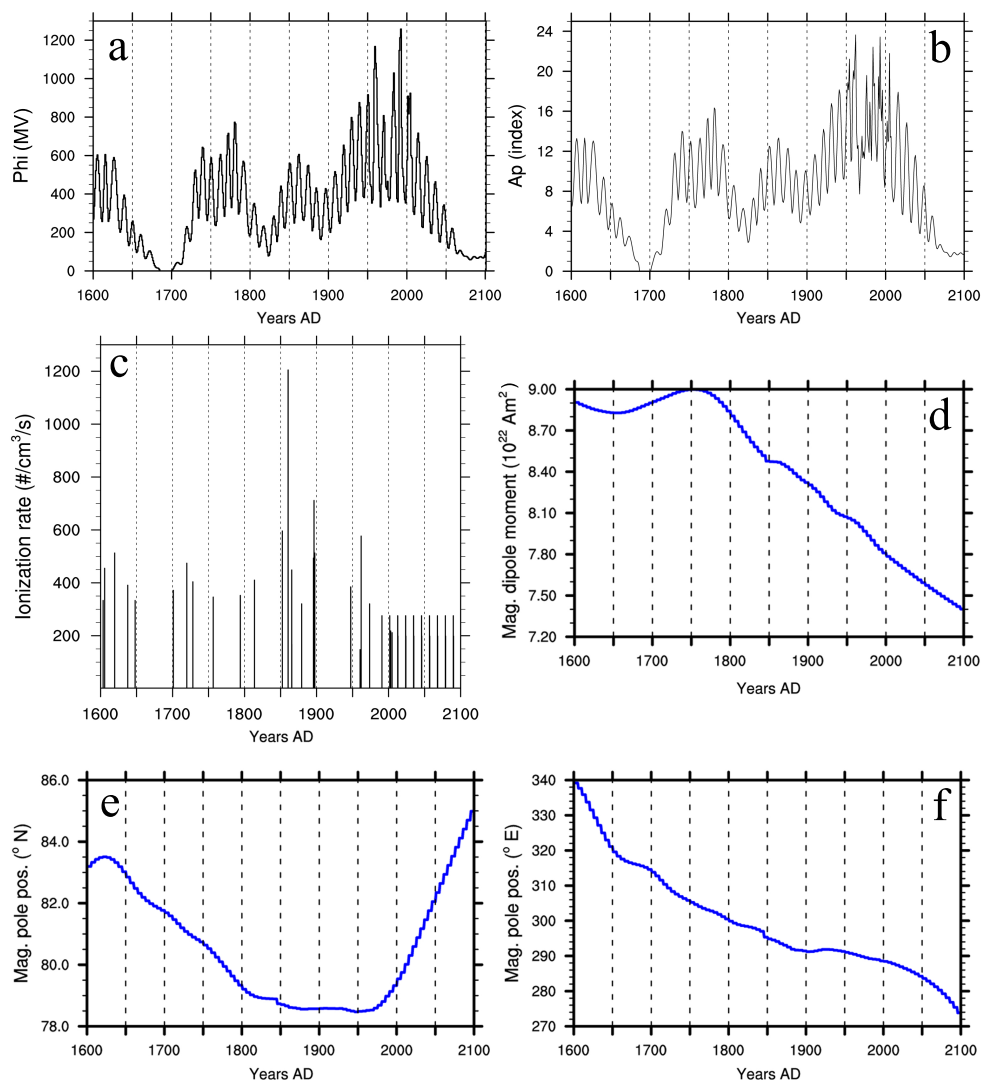 a
1200
1000
800
600
400
200
0
Phi (MV)
1600 1700 1800 1900 2000 2100
Years AD
b
24
20
16
12
8
4
0
Ap (index)
1600 1700 1800 1900 2000 2100
Years AD
c
1200
1000
800
600
400
200
Ionization rate (#/cm³/s)
1600 1700 1800 1900 2000 2100
Years AD
d
9.00
8.70
8.40
8.10
7.80
7.50
7.20
Mag. dipole moment (10²² Am²)
1600 1700 1800 1900 2000 2100
Years AD
e
86.0
84.0
82.0
80.0
78.0
Mag. pole pos. (° N)
1600 1700 1800 1900 2000 2100
Years AD
f
340
330
320
310
300
290
280
270
Mag. pole pos. (° E)
1600 1700 1800 1900 2000 2100
Years AD